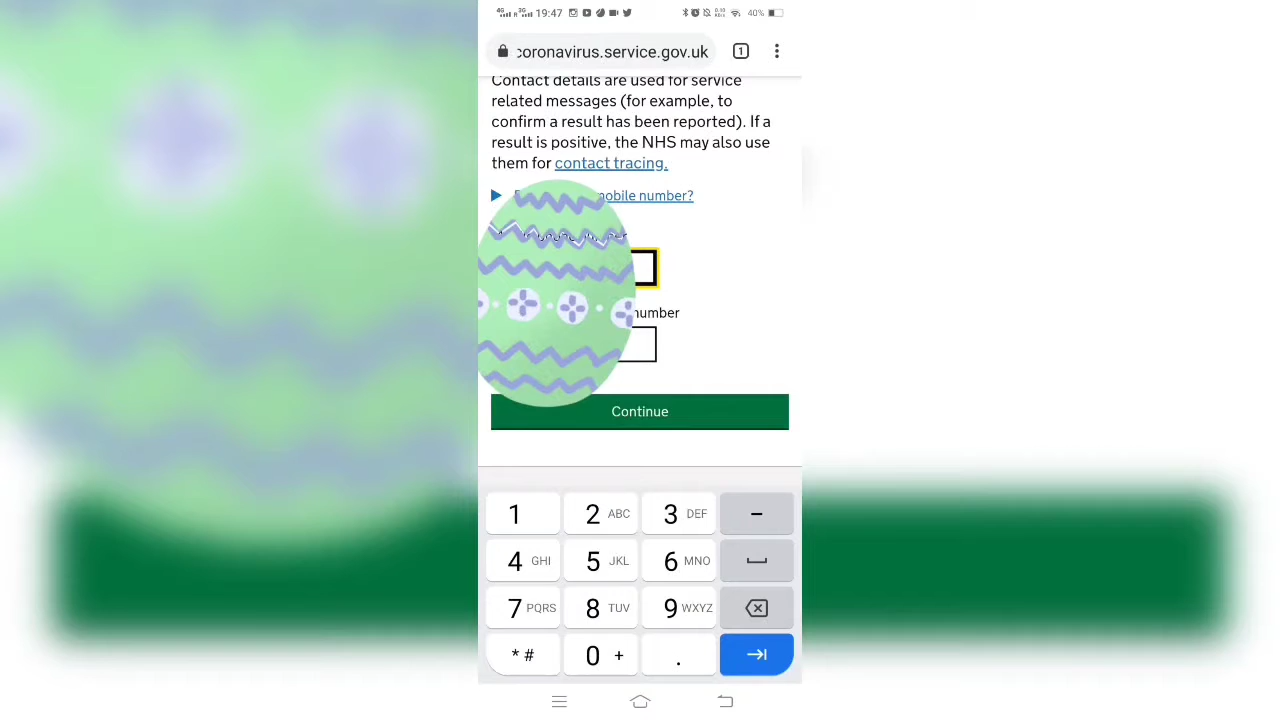 4G R 3G 19:47 40%
coronavirus.service.gov.uk 1
Contact details are used for service
related messages (for example, to
confirm a result has been reported). If a
result is positive, the NHS may also use
them for contact tracing.
mobile number?
number
Continue
1 2 ABC 3 DEF –
4 GHI 5 JKL 6 MNO
7 PQRS 8 TUV 9 WXYZ
* # 0 + .